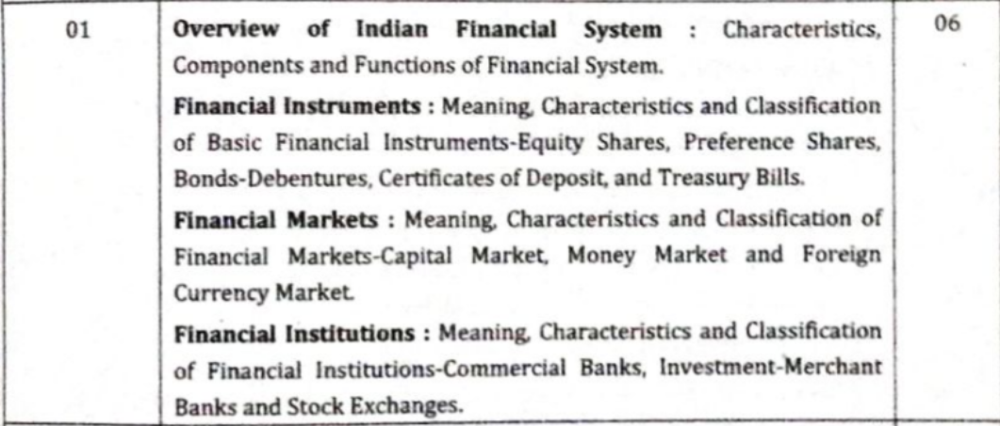 01
Overview of Indian Financial System : Characteristics,
06
Components and Functions of Financial System.
Financial Instruments : Meaning, Characteristics and Classification
of Basic Financial Instruments-Equity Shares, Preference Shares,
Bonds-Debentures, Certificates of Deposit, and Treasury Bills.
Financial Markets : Meaning, Characteristics and Classification of
Financial Markets-Capital Market, Money Market and Foreign
Currency Market.
Financial Institutions : Meaning, Characteristics and Classification
of Financial Institutions-Commercial Banks, Investment-Merchant
Banks and Stock Exchanges.